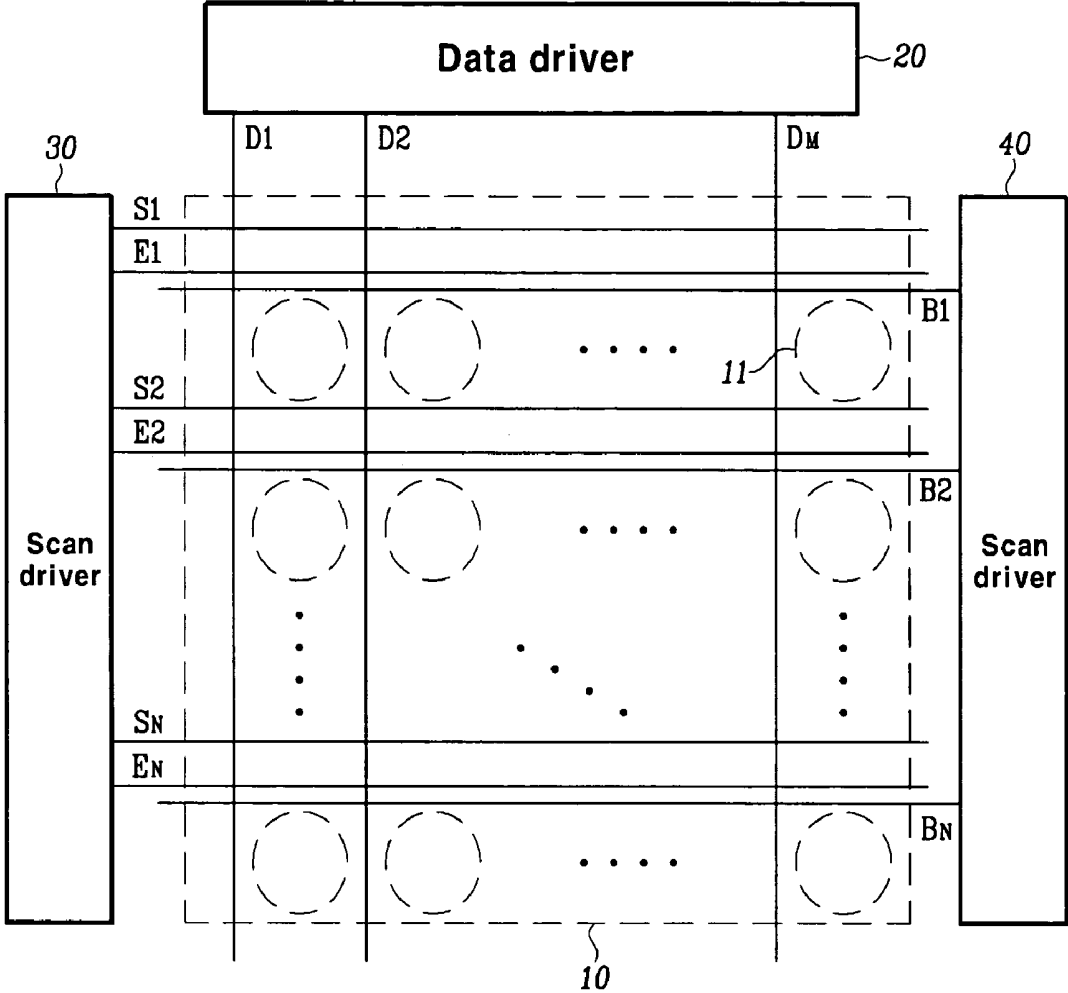 Data driver
20
D1 D2 DM
30
40
S1
E1
B1
11
S2
E2
B2
Scan
driver
Scan
driver
SN
EN
BN
10